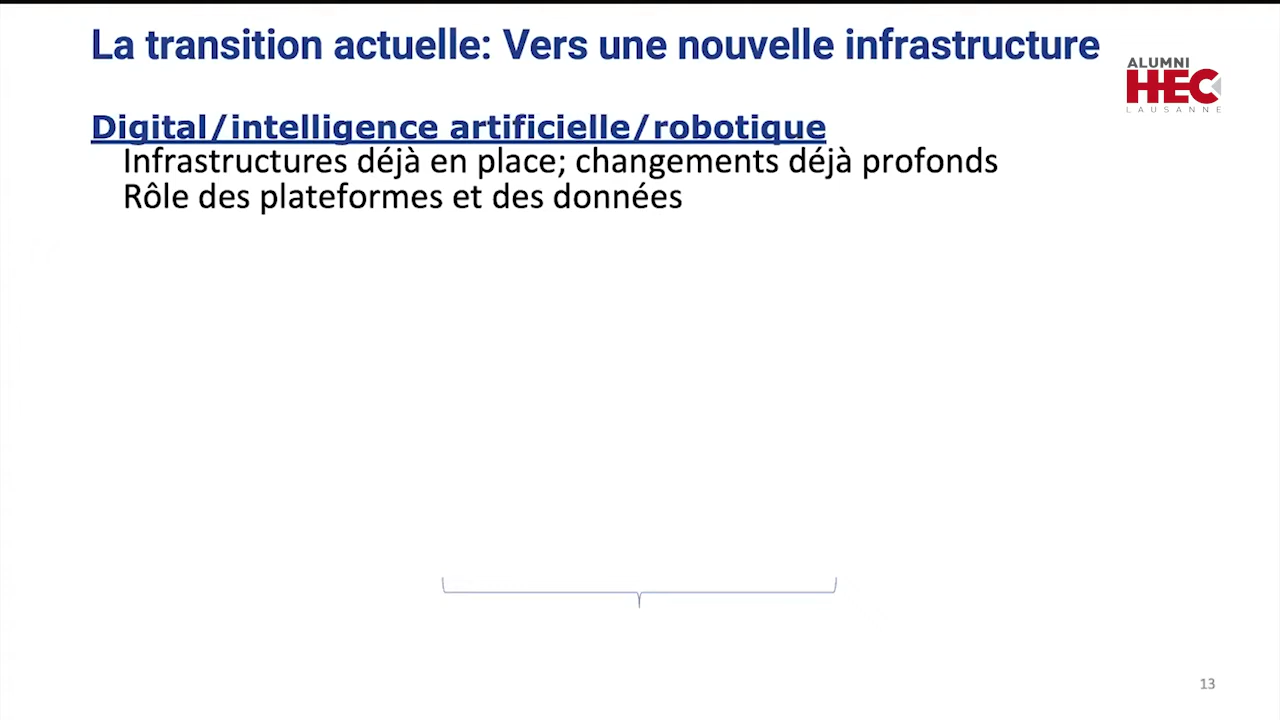 La transition actuelle: Vers une nouvelle infrastructure
ALUMNI
HEC
LAUSANNE
Digital/intelligence artificielle/robotique
Infrastructures déjà en place; changements déjà profonds
Rôle des plateformes et des données
13